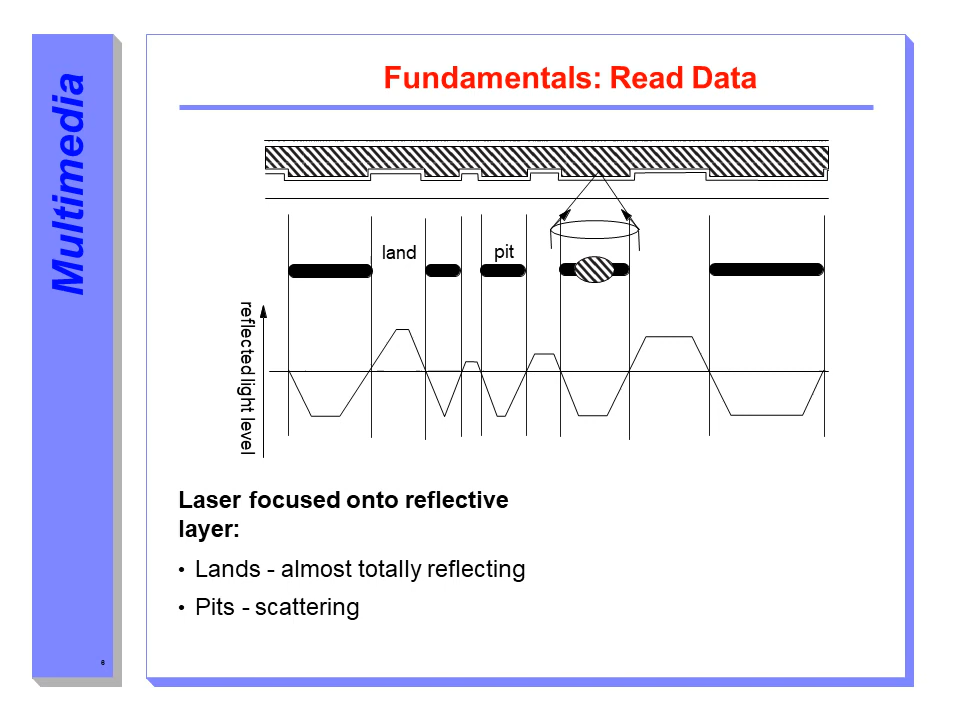 Multimedia
Fundamentals: Read Data
land
pit
reflected light level
Laser focused onto reflective
layer:
• Lands - almost totally reflecting
• Pits - scattering
6